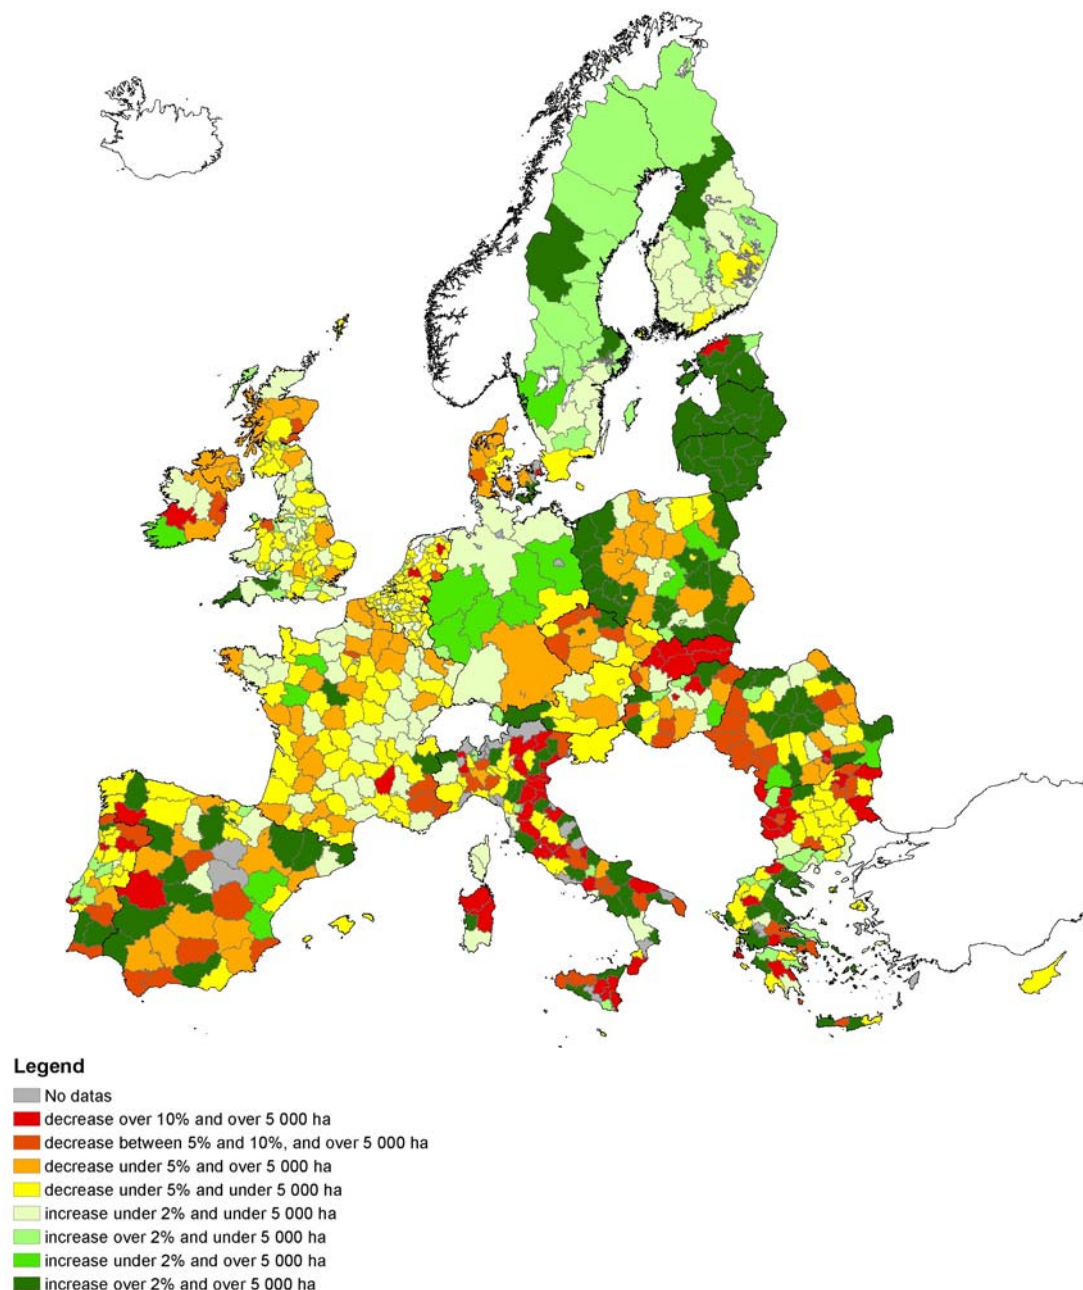 Legend
No datas
decrease over 10% and over 5 000 ha
decrease between 5% and 10%, and over 5 000 ha
decrease under 5% and over 5 000 ha
decrease under 5% and under 5 000 ha
increase under 2% and under 5 000 ha
increase over 2% and under 5 000 ha
increase under 2% and over 5 000 ha
increase over 2% and over 5 000 ha